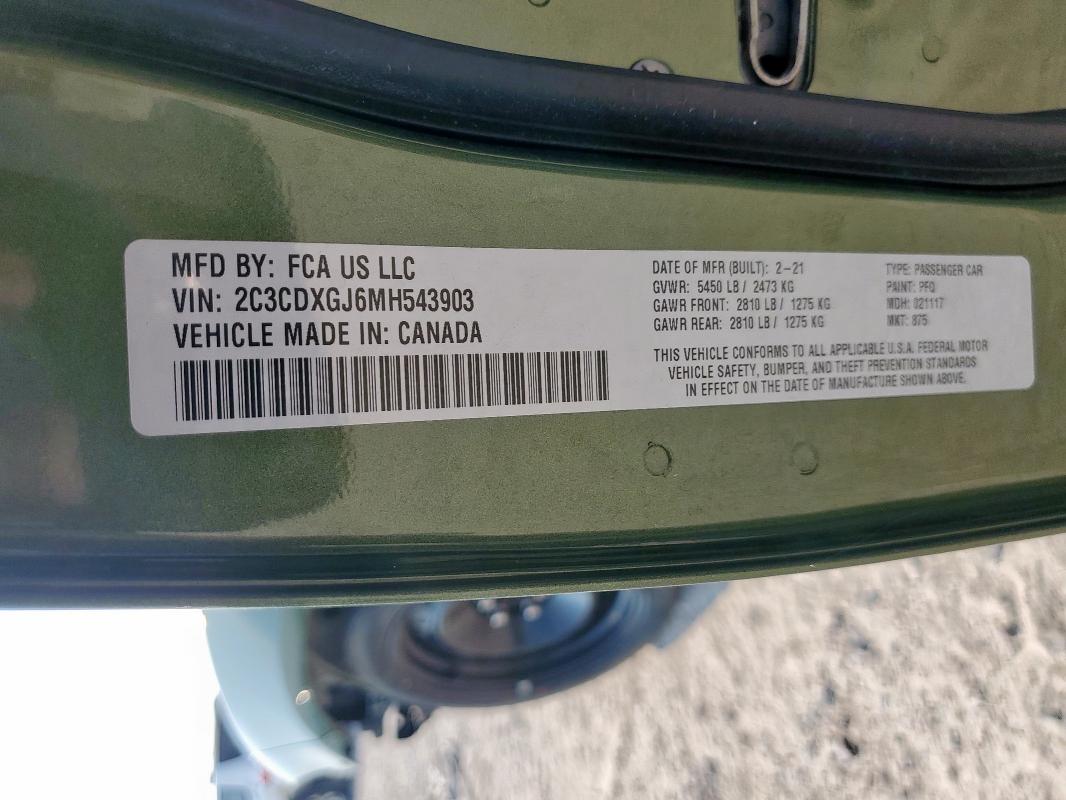 MFD BY: FCA US LLC
VIN: 2C3CDXGJ6MH543903
VEHICLE MADE IN: CANADA
DATE OF MFR (BUILT): 2-21
GVWR: 5450 LB / 2473 KG
GAWR FRONT: 2810 LB / 1275 KG
GAWR REAR: 2810 LB / 1275 KG
TYPE: PASSENGER CAR
PAINT: PFQ
MDH: 021117
MKT: 875
THIS VEHICLE CONFORMS TO ALL APPLICABLE U.S.A. FEDERAL MOTOR
VEHICLE SAFETY, BUMPER, AND THEFT PREVENTION STANDARDS
IN EFFECT ON THE DATE OF MANUFACTURE SHOWN ABOVE.